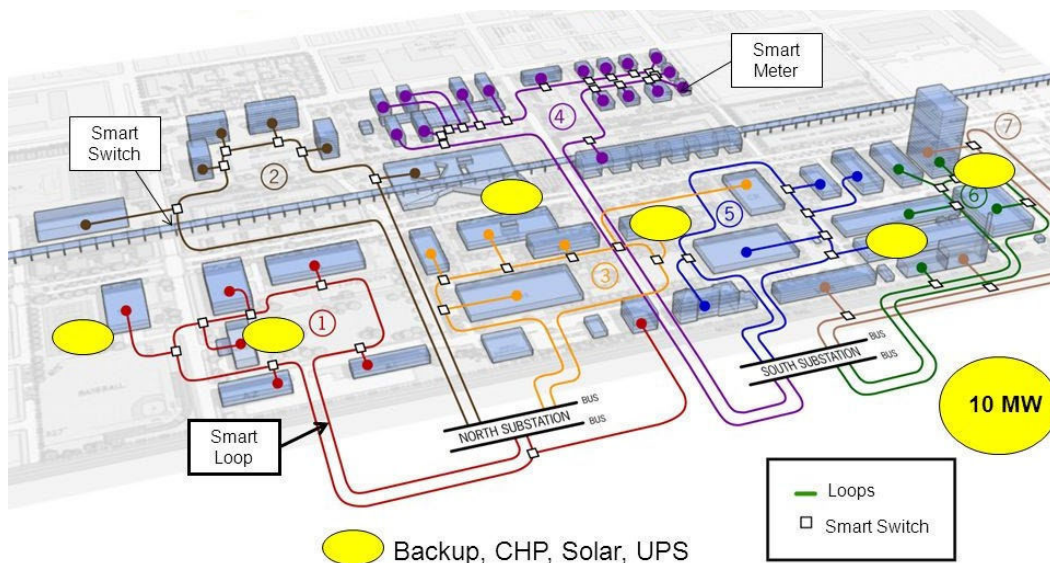 Smart
Meter
Smart
Switch
4
7
2
6
5
3
1
BUS
SOUTH SUBSTATION
BUS
BUS
NORTH SUBSTATION
BUS
10 MW
Smart
Loop
Loops
Smart Switch
Backup, CHP, Solar, UPS